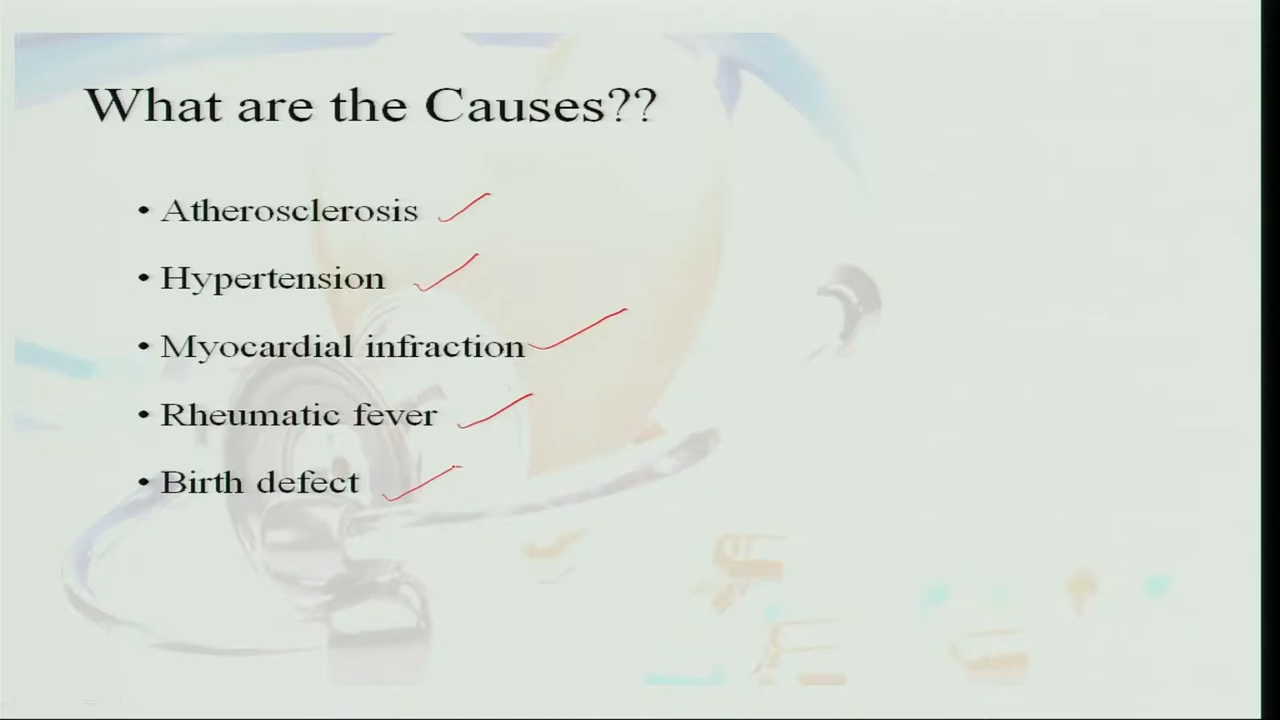 What are the Causes??
• Atherosclerosis
• Hypertension
• Myocardial infraction
• Rheumatic fever
• Birth defect